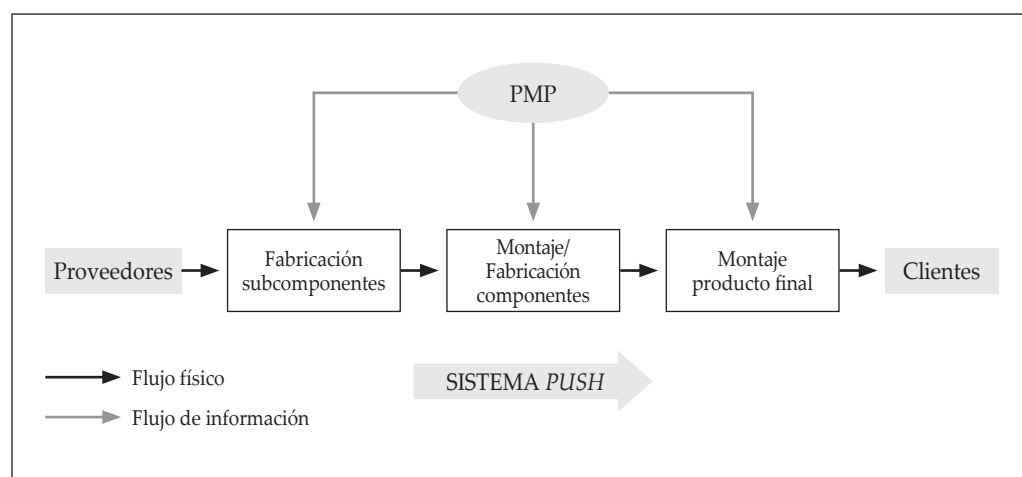 PMP
Proveedores
Fabricación
subcomponentes
Montaje/
Fabricación
componentes
Montaje
producto final
Clientes
Flujo físico
SISTEMA PUSH
Flujo de información